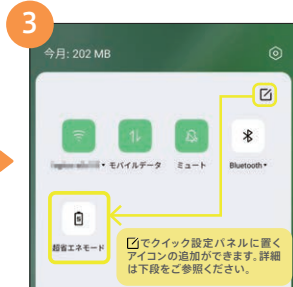 3
今月: 202 MB
モバイルデータ
ミュート
Bluetooth
超省エネモード
でクイック設定パネルに置く
アイコンの追加ができます。詳細
は下段をご参照ください。